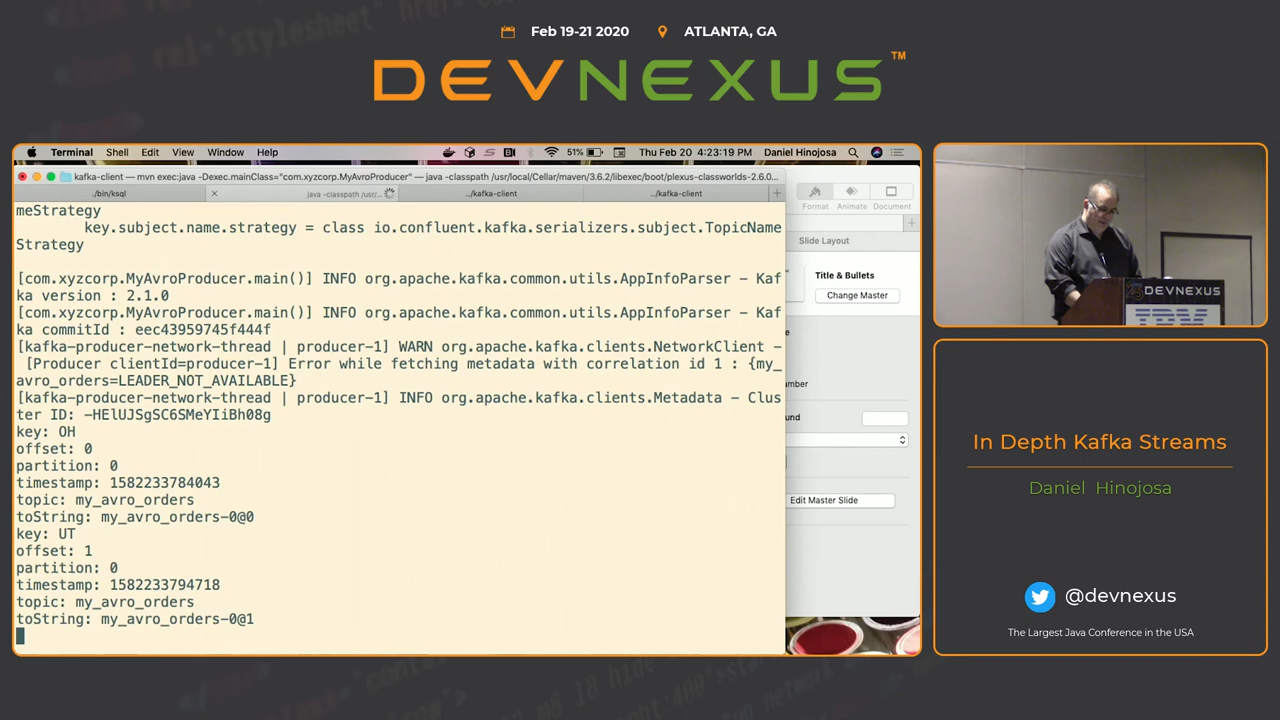 Feb 19-21 2020 ATLANTA, GA
DEVNEXUS™
Terminal Shell Edit View Window Help 51% Thu Feb 20 4:23:19 PM Daniel Hinojosa
kafka-client — mvn exec:java -Dexec.mainClass="com.xyzcorp.MyAvroProducer" — java -classpath /usr/local/Cellar/maven/3.6.2/libexec/boot/plexus-classworlds-2.6.0...
../bin/ksql java -classpath /usr/... ../kafka-client ../kafka-client
Format Animate Document
Slide Layout
Title & Bullets
Change Master
Edit Master Slide
meStrategy
key.subject.name.strategy = class io.confluent.kafka.serializers.subject.TopicName
Strategy
[com.xyzcorp.MyAvroProducer.main()] INFO org.apache.kafka.common.utils.AppInfoParser - Kaf
ka version : 2.1.0
[com.xyzcorp.MyAvroProducer.main()] INFO org.apache.kafka.common.utils.AppInfoParser - Kaf
ka commitId : eec43959745f444f
[kafka-producer-network-thread | producer-1] WARN org.apache.kafka.clients.NetworkClient -
[Producer clientId=producer-1] Error while fetching metadata with correlation id 1 : {my_
avro_orders=LEADER_NOT_AVAILABLE}
[kafka-producer-network-thread | producer-1] INFO org.apache.kafka.clients.Metadata - Clus
ter ID: -HElUJSgSC6SMeYIiBh08g
key: OH
offset: 0
partition: 0
timestamp: 1582233784043
topic: my_avro_orders
toString: my_avro_orders-0@0
key: UT
offset: 1
partition: 0
timestamp: 1582233794718
topic: my_avro_orders
toString: my_avro_orders-0@1
DEVNEXUS
IBM
In Depth Kafka Streams
Daniel Hinojosa
@devnexus
The Largest Java Conference in the USA